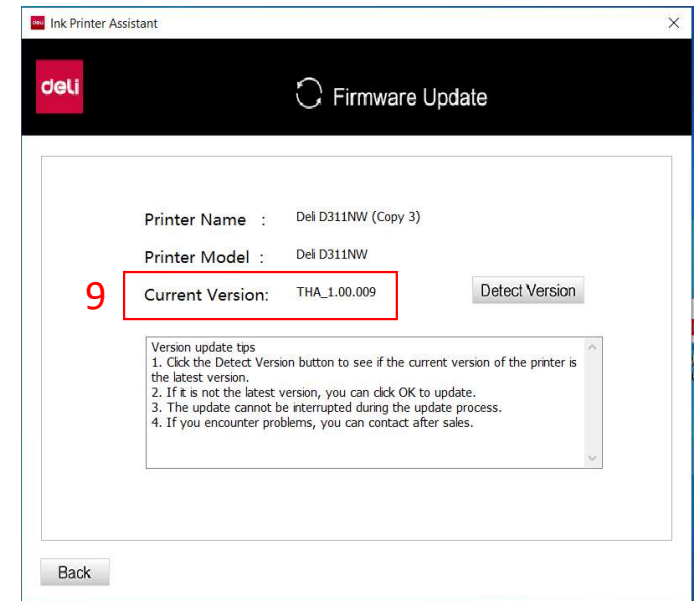 deli Ink Printer Assistant
deli
Firmware Update
Printer Name : Deli D311NW (Copy 3)
Printer Model : Deli D311NW
9 Current Version: THA_1.00.009 Detect Version
Version update tips
1. Click the Detect Version button to see if the current version of the printer is
the latest version.
2. If it is not the latest version, you can click OK to update.
3. The update cannot be interrupted during the update process.
4. If you encounter problems, you can contact after sales.
Back